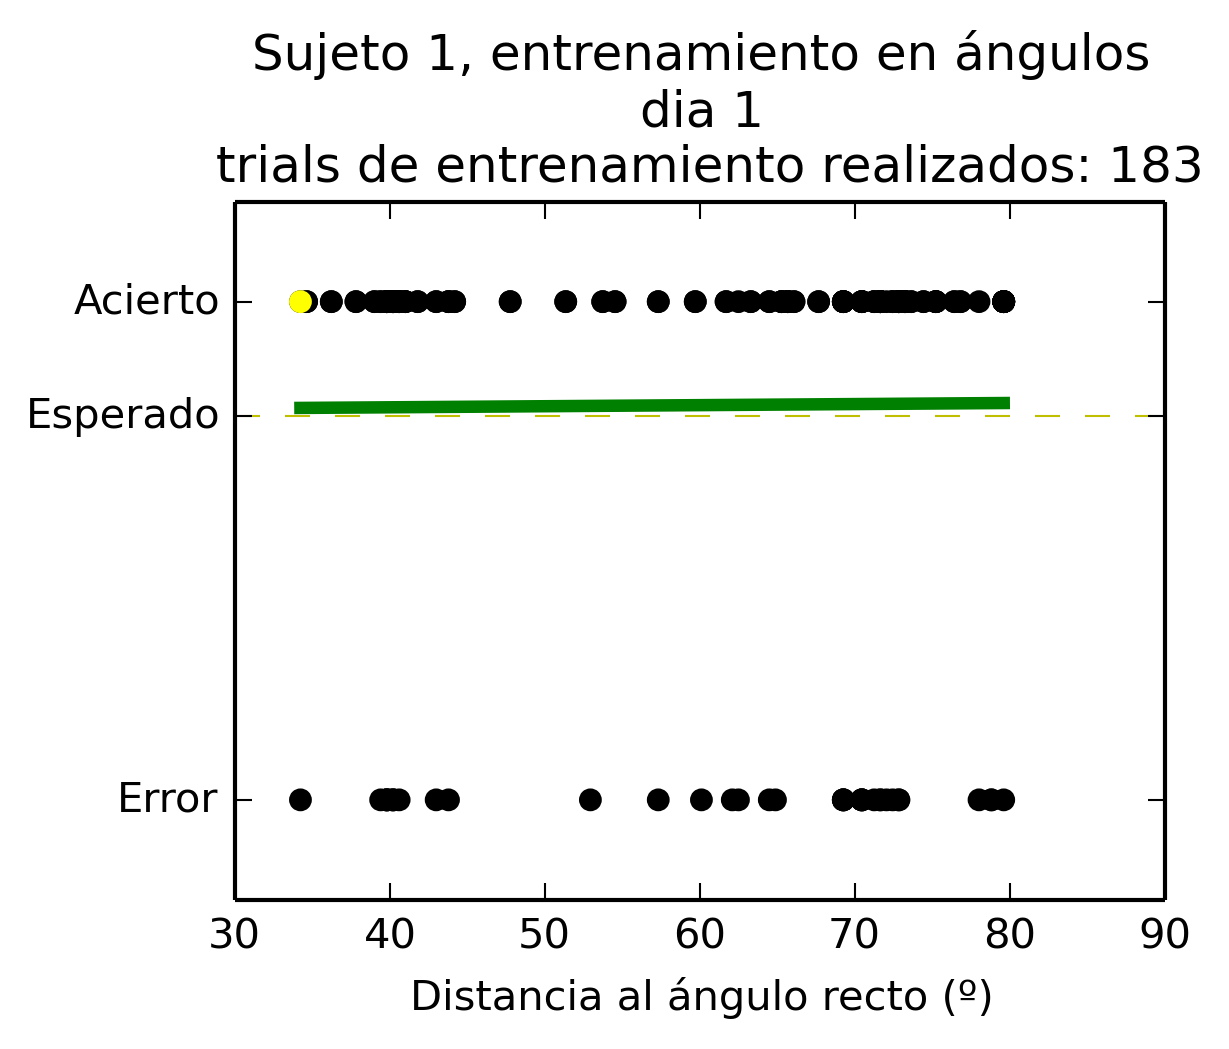 Sujeto 1, entrenamiento en ángulos
dia 1
trials de entrenamiento realizados: 183
Acierto
Esperado
Error
30 40 50 60 70 80 90
Distancia al ángulo recto (º)